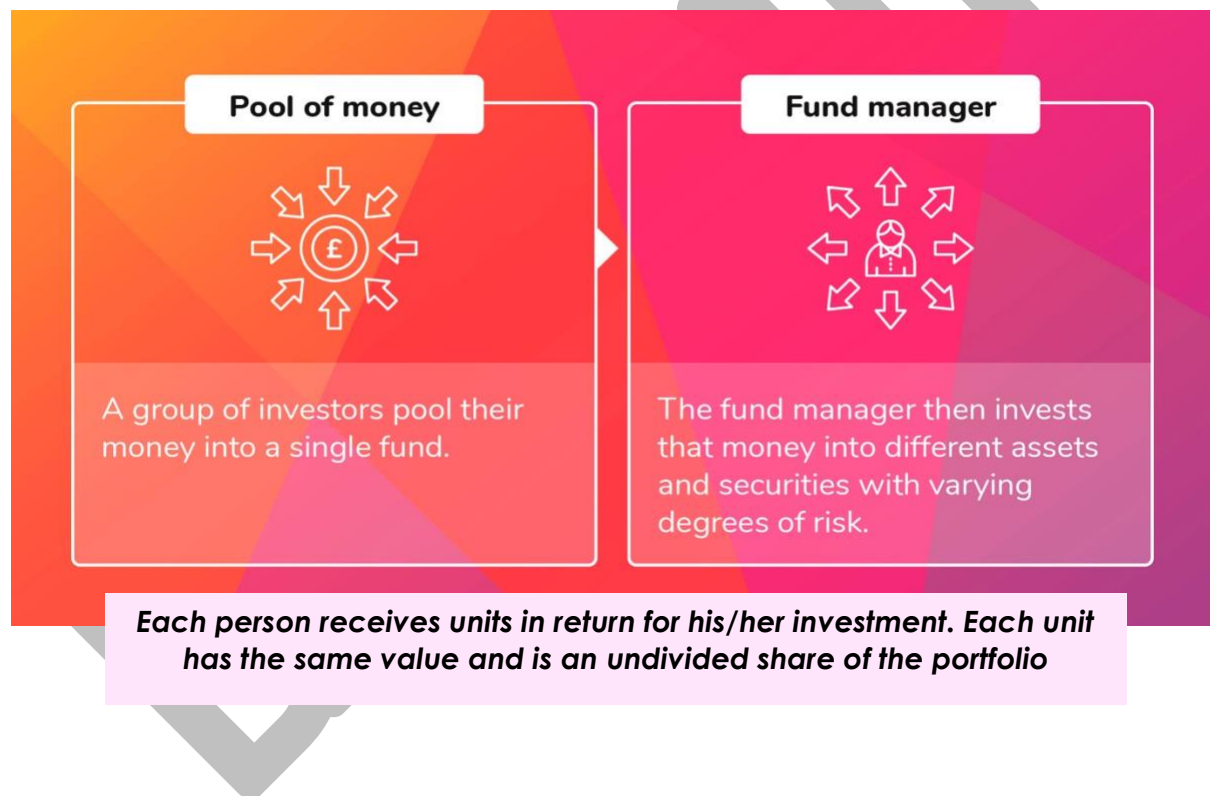 Pool of money
£
A group of investors pool their
money into a single fund.
Fund manager
The fund manager then invests
that money into different assets
and securities with varying
degrees of risk.
Each person receives units in return for his/her investment. Each unit
has the same value and is an undivided share of the portfolio